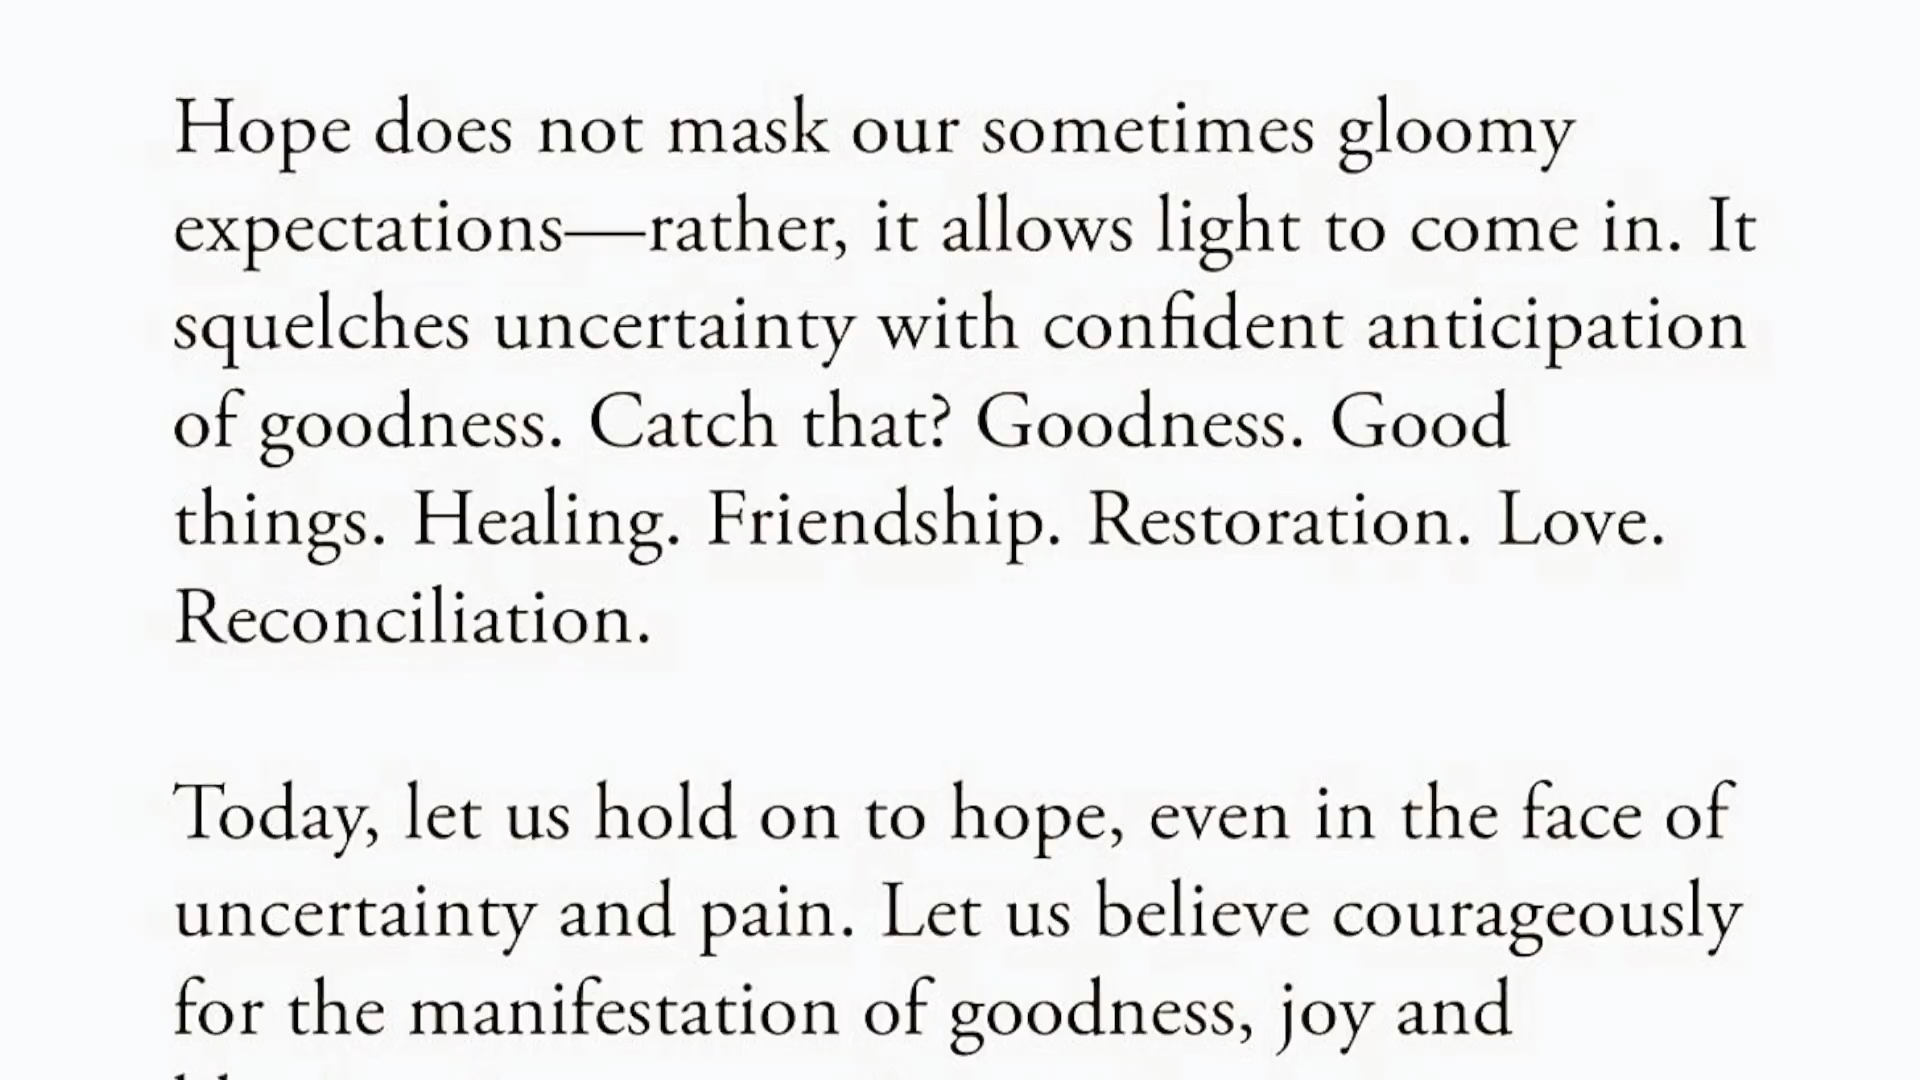 Hope does not mask our sometimes gloomy
expectations—rather, it allows light to come in. It
squelches uncertainty with confident anticipation
of goodness. Catch that? Goodness. Good
things. Healing. Friendship. Restoration. Love.
Reconciliation.
Today, let us hold on to hope, even in the face of
uncertainty and pain. Let us believe courageously
for the manifestation of goodness, joy and